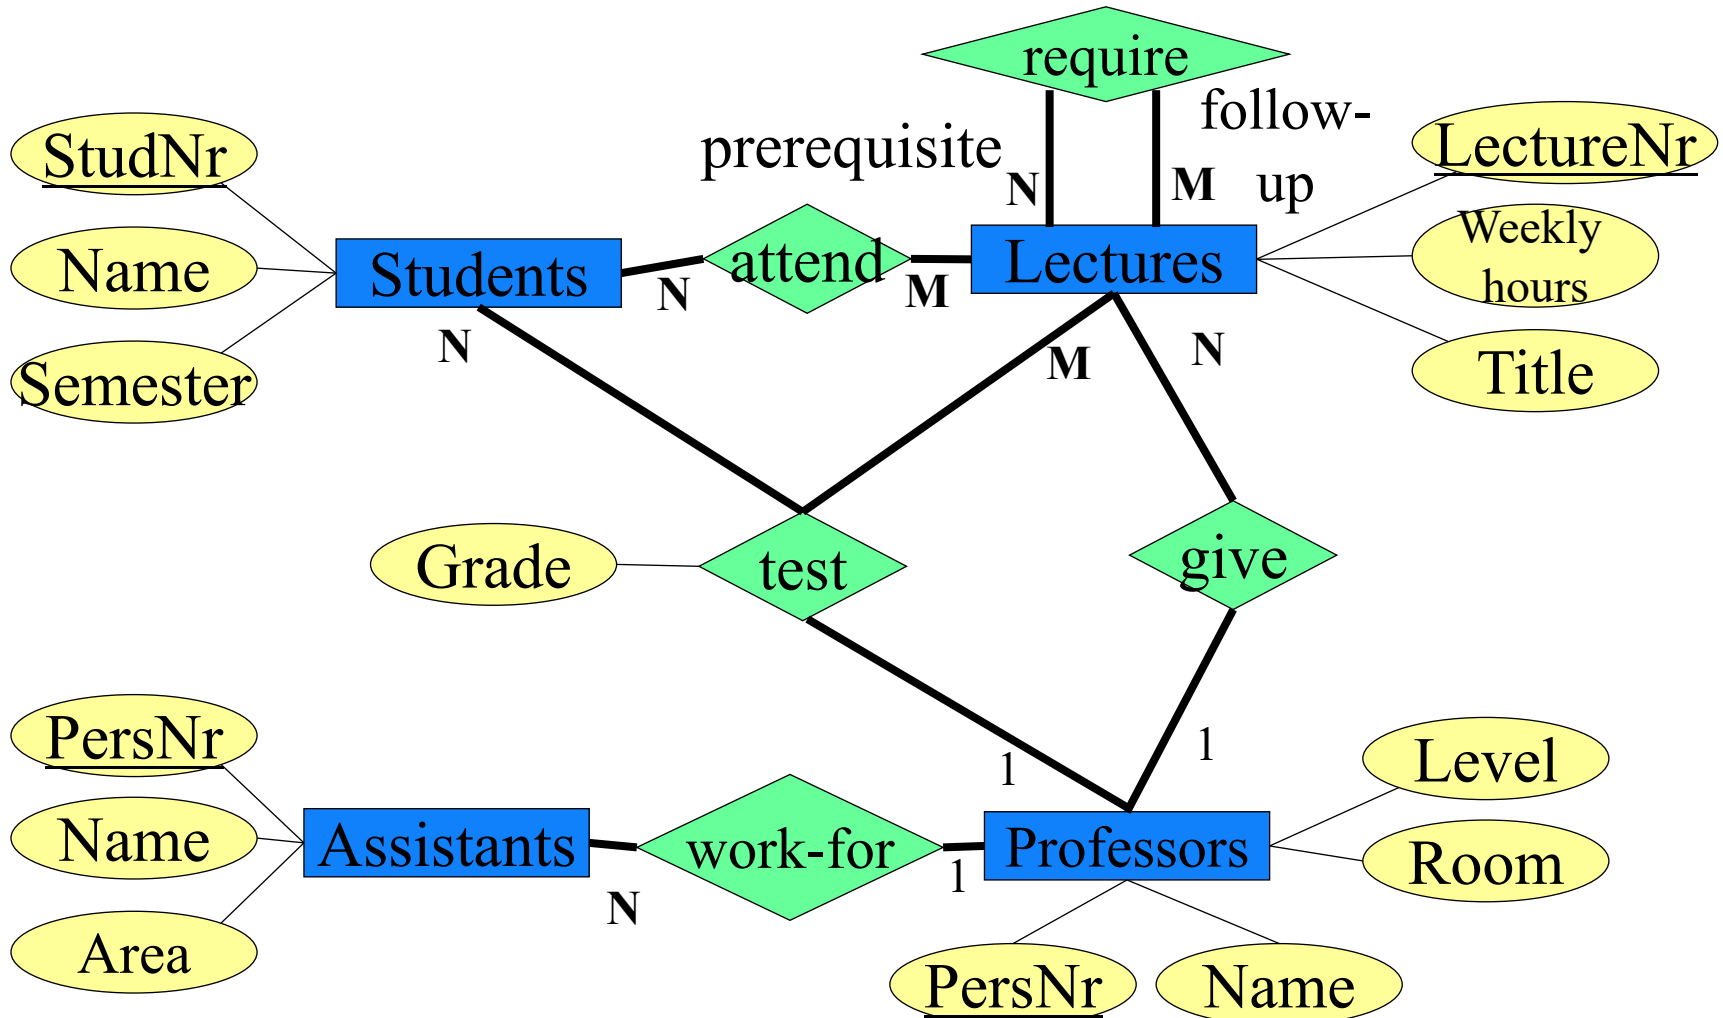 require
follow-
up
prerequisite
N
M
StudNr
Name
Semester
Students
N
attend
M
Lectures
LectureNr
Weekly
hours
Title
N
M
N
Grade
test
give
1
1
PersNr
Name
Area
Assistants
N
work-for
1
Professors
Level
Room
PersNr
Name